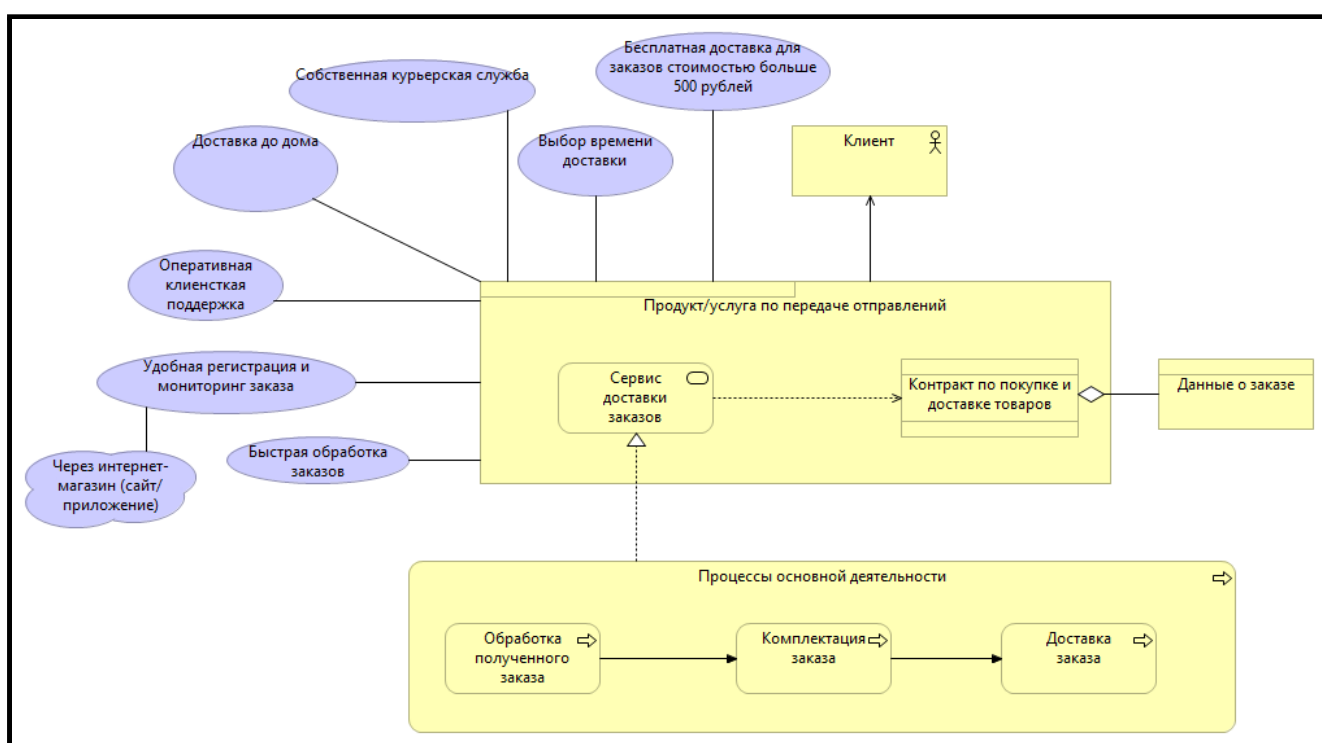 Бесплатная доставка для
заказов стоимостью больше
500 рублей
Собственная курьерская служба
Доставка до дома
Выбор времени
доставки
Клиент
Оперативная
клиенсткая
поддержка
Продукт/услуга по передаче отправлений
Удобная регистрация и
мониторинг заказа
Сервис
доставки
заказов
Контракт по покупке и
доставке товаров
Данные о заказе
Быстрая обработка
заказов
Через интернет-
магазин (сайт/
приложение)
Процессы основной деятельности
Обработка
полученного
заказа
Комплектация
заказа
Доставка
заказа